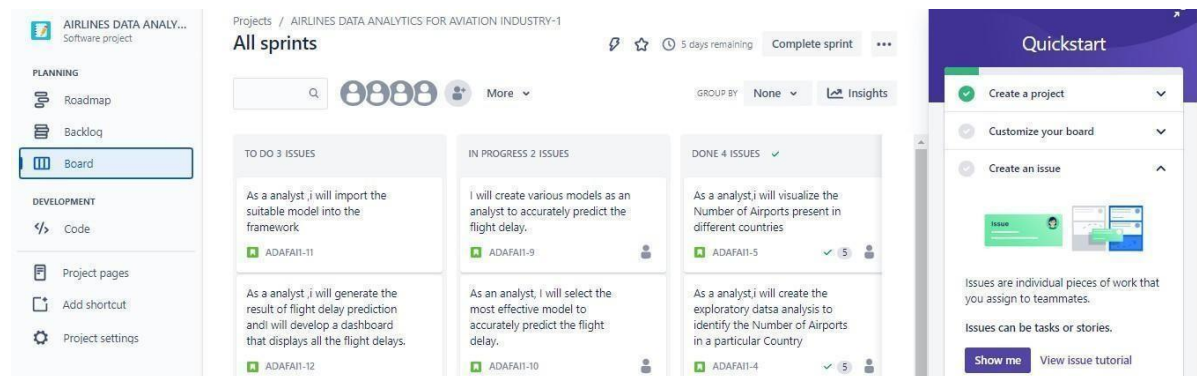 AIRLINES DATA ANALY...
Software project
PLANNING
Roadmap
Backlog
Board
DEVELOPMENT
Code
Project pages
Add shortcut
Project settings
Projects / AIRLINES DATA ANALYTICS FOR AVIATION INDUSTRY-1
All sprints
5 days remaining
Complete sprint
More
GROUP BY None
Insights
TO DO 3 ISSUES
As a analyst ,i will import the
suitable model into the
framework
ADAFAI1-11
As a analyst ,i will generate the
result of flight delay prediction
andI will develop a dashboard
that displays all the flight delays.
ADAFAI1-12
IN PROGRESS 2 ISSUES
I will create various models as an
analyst to accurately predict the
flight delay.
ADAFAI1-9
As an analyst, I will select the
most effective model to
accurately predict the flight
delay.
ADAFAI1-10
DONE 4 ISSUES
As a analyst,i will visualize the
Number of Airports present in
different countries
ADAFAI1-5
5
As a analyst,i will create the
exploratory datsa analysis to
identify the Number of Airports
in a particular Country
ADAFAI1-4
5
Quickstart
Create a project
Customize your board
Create an issue
Issue
Issues are individual pieces of work that
you assign to teammates.
Issues can be tasks or stories.
Show me
View issue tutorial